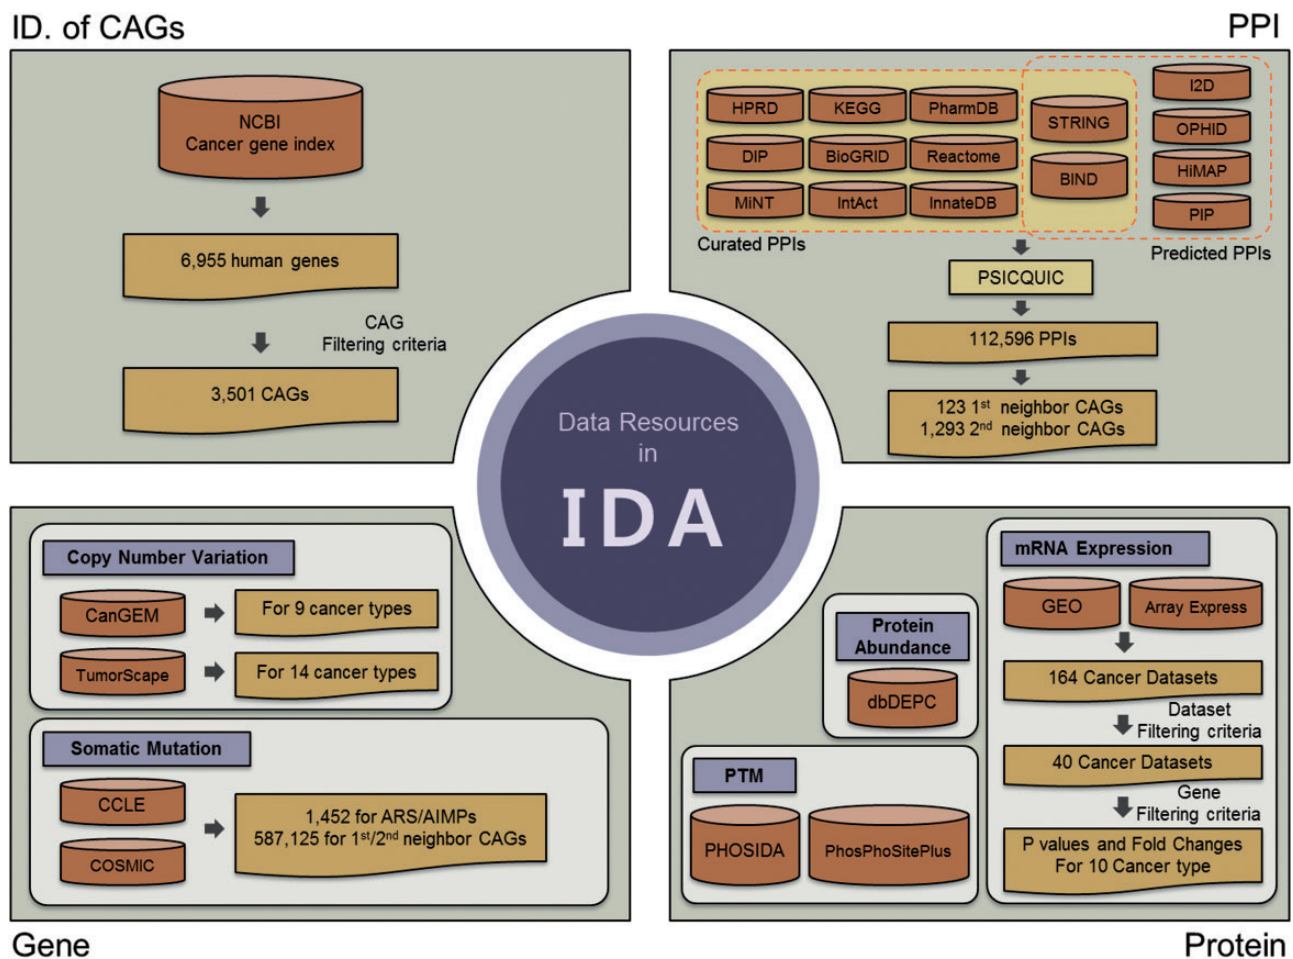 ID. of CAGs
NCBI
Cancer gene index
6,955 human genes
CAG
Filtering criteria
3,501 CAGs
PPI
HPRD
KEGG
PharmDB
DIP
BioGRID
Reactome
MiNT
IntAct
InnateDB
STRING
BIND
I2D
OPHID
HiMAP
PIP
Curated PPIs
Predicted PPIs
PSICQUIC
112,596 PPIs
123 1st neighbor CAGs
1,293 2nd neighbor CAGs
Data Resources
in
IDA
Copy Number Variation
CanGEM
For 9 cancer types
TumorScape
For 14 cancer types
Somatic Mutation
CCLE
COSMIC
1,452 for ARS/AIMPs
587,125 for 1st/2nd neighbor CAGs
Gene
Protein
Abundance
dbDEPC
PTM
PHOSIDA
PhosPhoSitePlus
mRNA Expression
GEO
Array Express
164 Cancer Datasets
Dataset
Filtering criteria
40 Cancer Datasets
Gene
Filtering criteria
P values and Fold Changes
For 10 Cancer type
Protein